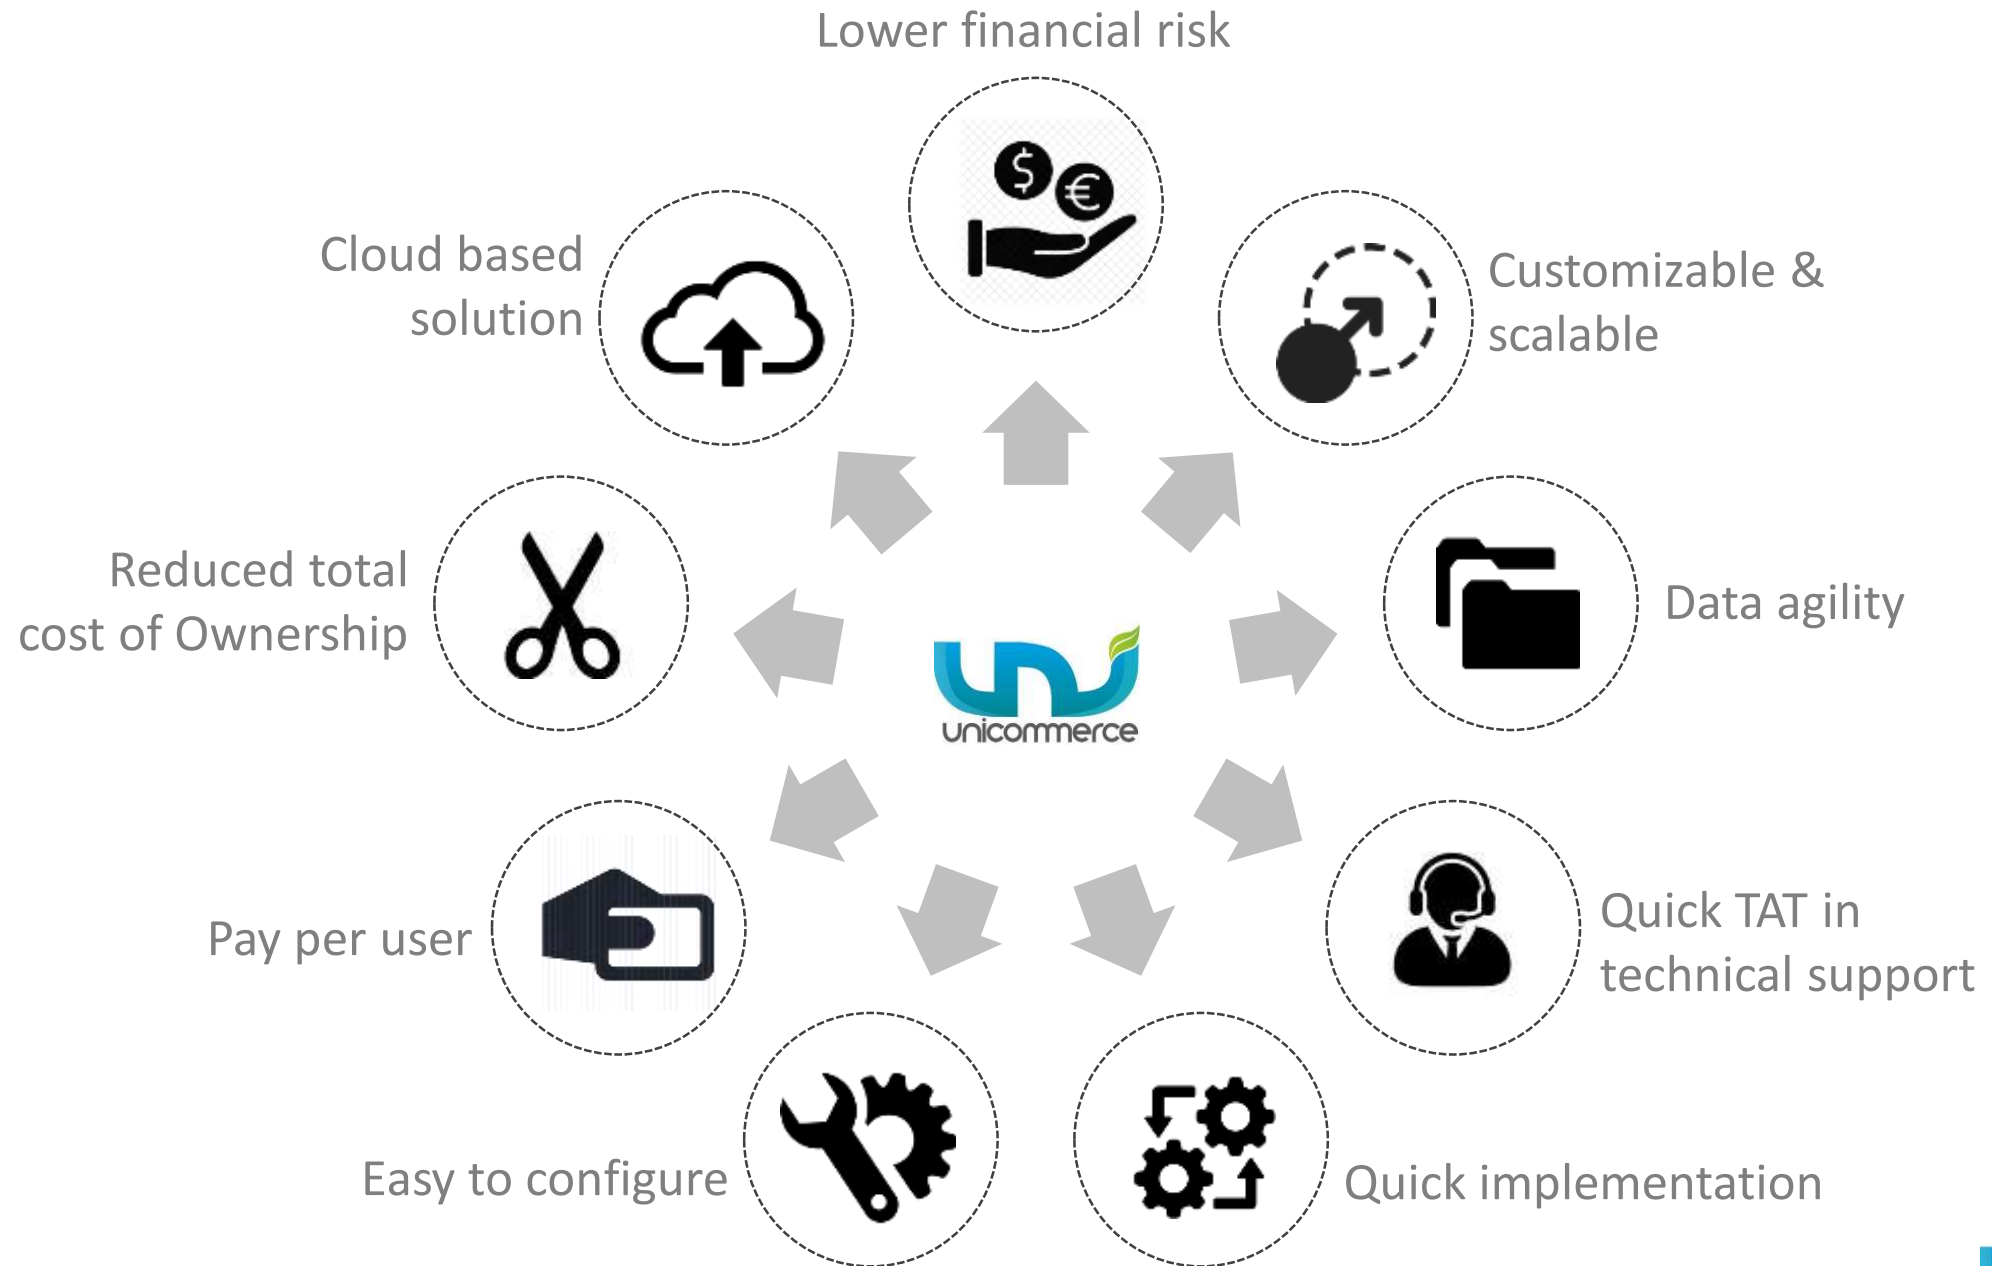 Lower financial risk
Cloud based
solution
Customizable &
scalable
Reduced total
cost of Ownership
Data agility
$
€
uni
unicommerce
Pay per user
Quick TAT in
technical support
Easy to configure
Quick implementation